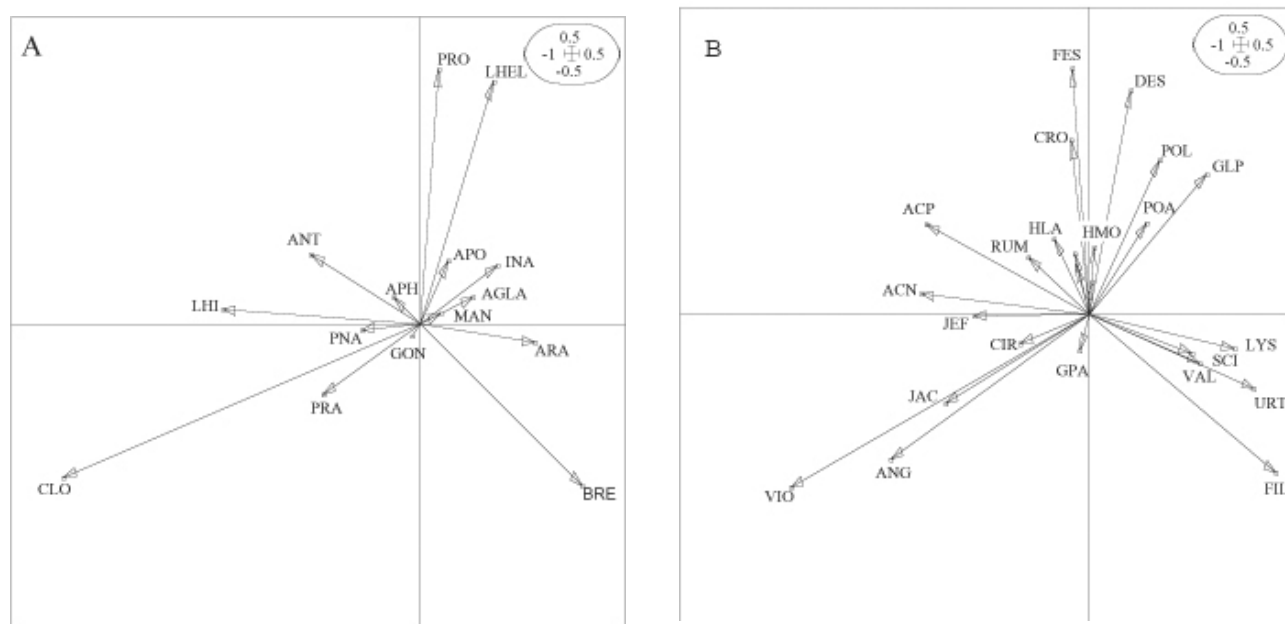 A
0.5
-1 0.5
-0.5
PRO
LHEL
ANT
APO
INA
APH
AGLA
LHI
MAN
PNA
GON
ARA
PRA
CLO
BRE
B
0.5
-1 0.5
-0.5
FES
DES
CRO
POL
GLP
ACP
HLA
POA
HMO
RUM
ACN
JEF
CIR
LYS
SCI
GPA
VAL
JAC
URT
ANG
VIO
FIL